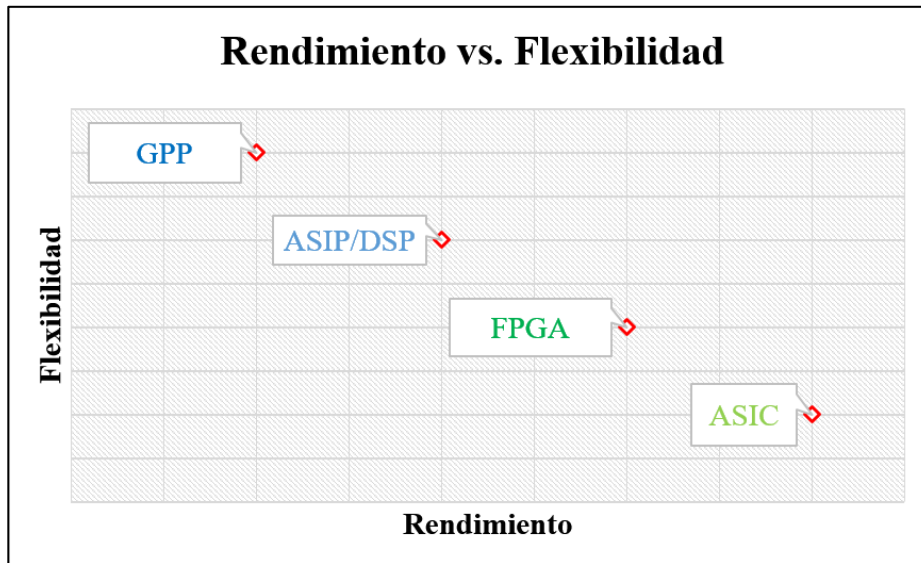 Rendimiento vs. Flexibilidad
GPP
ASIP/DSP
FPGA
ASIC
Flexibilidad
Rendimiento